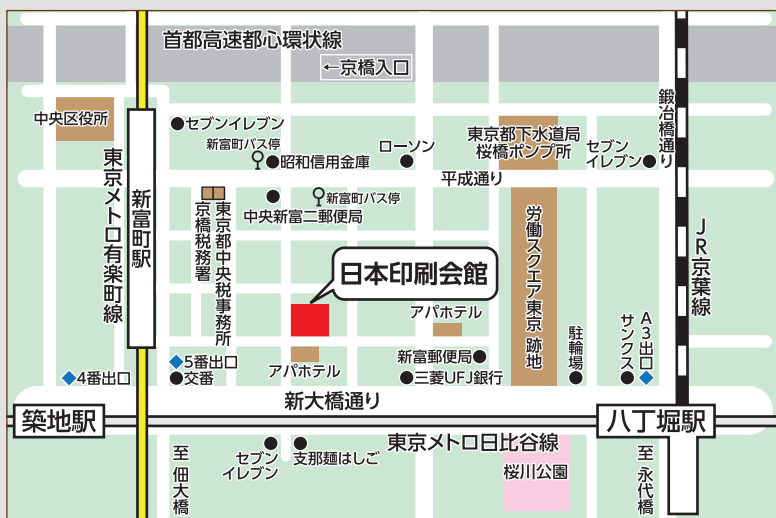 首都高速都心環状線
←京橋入口
中央区役所
セブンイレブン
新富町バス停
昭和信用金庫
ローソン
東京都下水道局
桜橋ポンプ所
セブン
イレブン
鍛冶橋通り
平成通り
新富町バス停
中央新富二郵便局
東京メトロ有楽町線
新富町駅
京橋税務署
東京都中央税事務所
労働スクエア東京 跡地
JR京葉線
日本印刷会館
アパホテル
アパホテル
新富郵便局
三菱UFJ銀行
駐輪場
サンクス
A3出口
4番出口
5番出口
交番
新大橋通り
築地駅
八丁堀駅
東京メトロ日比谷線
セブン
イレブン
支那麺はしご
桜川公園
至 佃大橋
至 永代橋